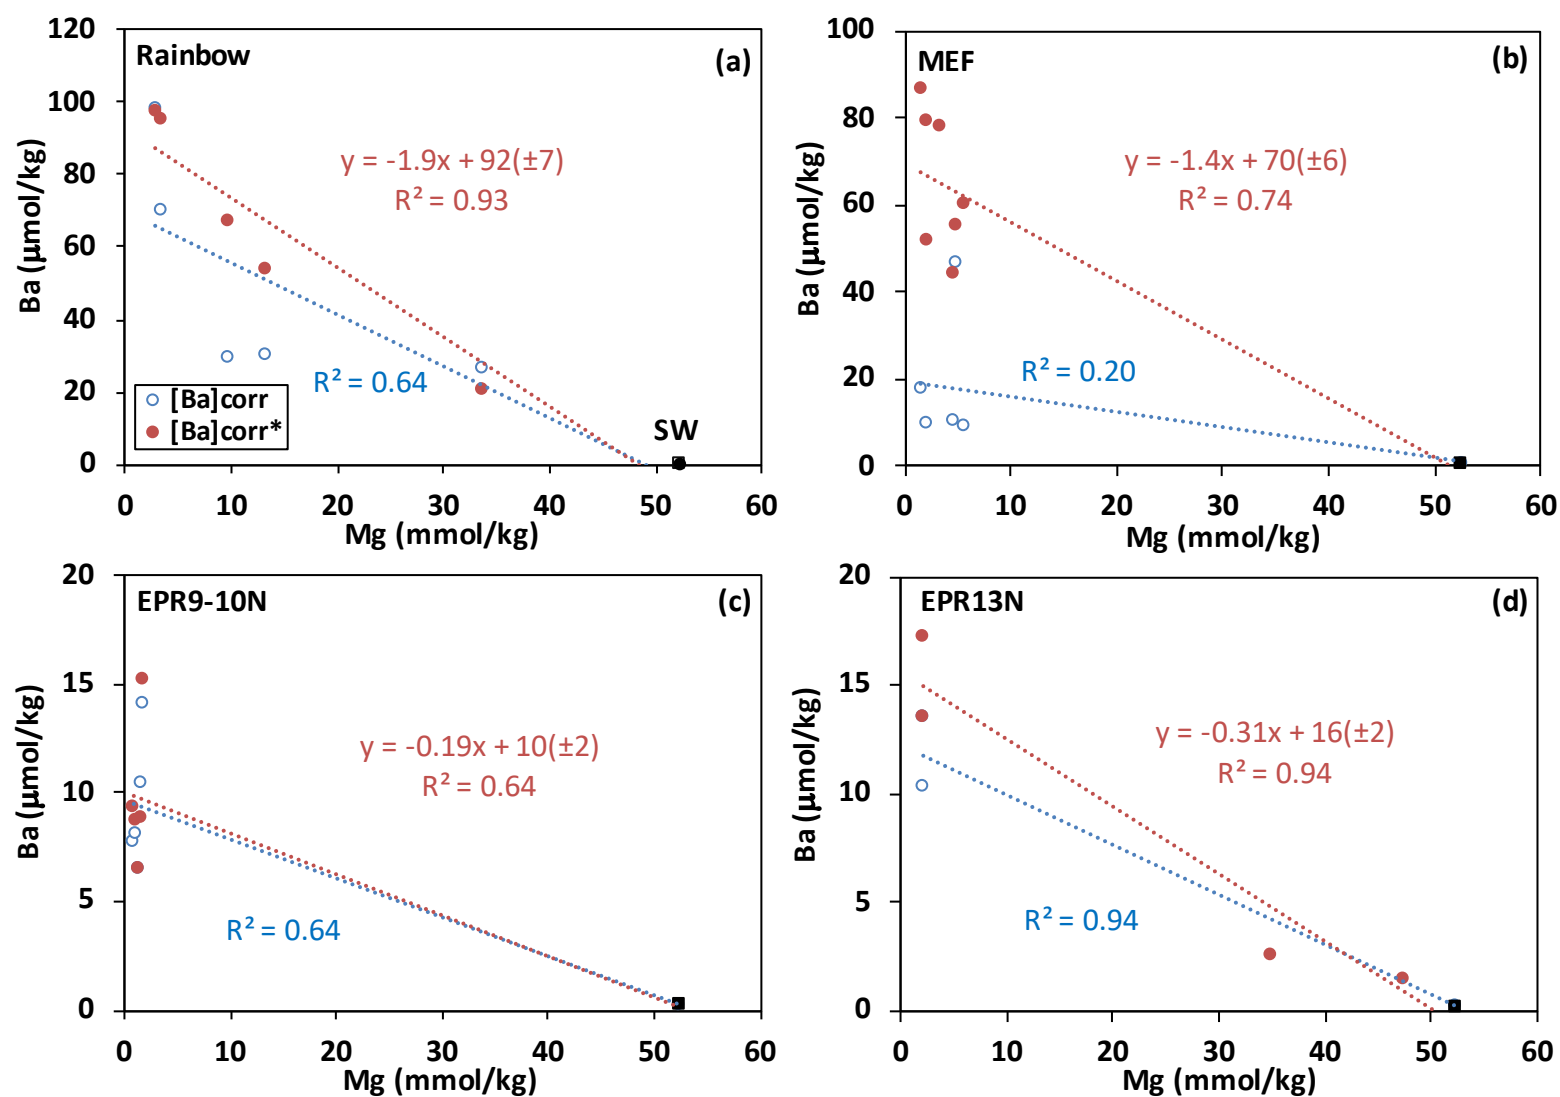 Rainbow
(a)
120
100
80
60
40
20
0
Ba (μmol/kg)
y = -1.9x + 92(±7)
R² = 0.93
R² = 0.64
[Ba]corr
[Ba]corr*
SW
0 10 20 30 40 50 60
Mg (mmol/kg)
MEF
(b)
100
80
60
40
20
0
Ba (μmol/kg)
y = -1.4x + 70(±6)
R² = 0.74
R² = 0.20
0 10 20 30 40 50 60
Mg (mmol/kg)
EPR9-10N
(c)
20
15
10
5
0
Ba (μmol/kg)
y = -0.19x + 10(±2)
R² = 0.64
R² = 0.64
0 10 20 30 40 50 60
Mg (mmol/kg)
EPR13N
(d)
20
15
10
5
0
Ba (μmol/kg)
y = -0.31x + 16(±2)
R² = 0.94
R² = 0.94
0 10 20 30 40 50 60
Mg (mmol/kg)